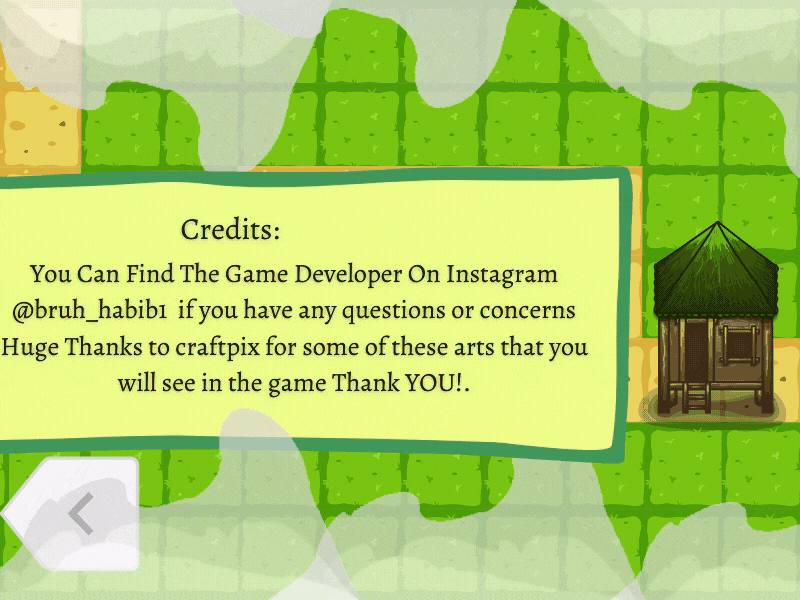 Credits:
You Can Find The Game Developer On Instagram
@bruh_habib1 if you have any questions or concerns
Huge Thanks to craftpix for some of these arts that you
will see in the game Thank YOU!.